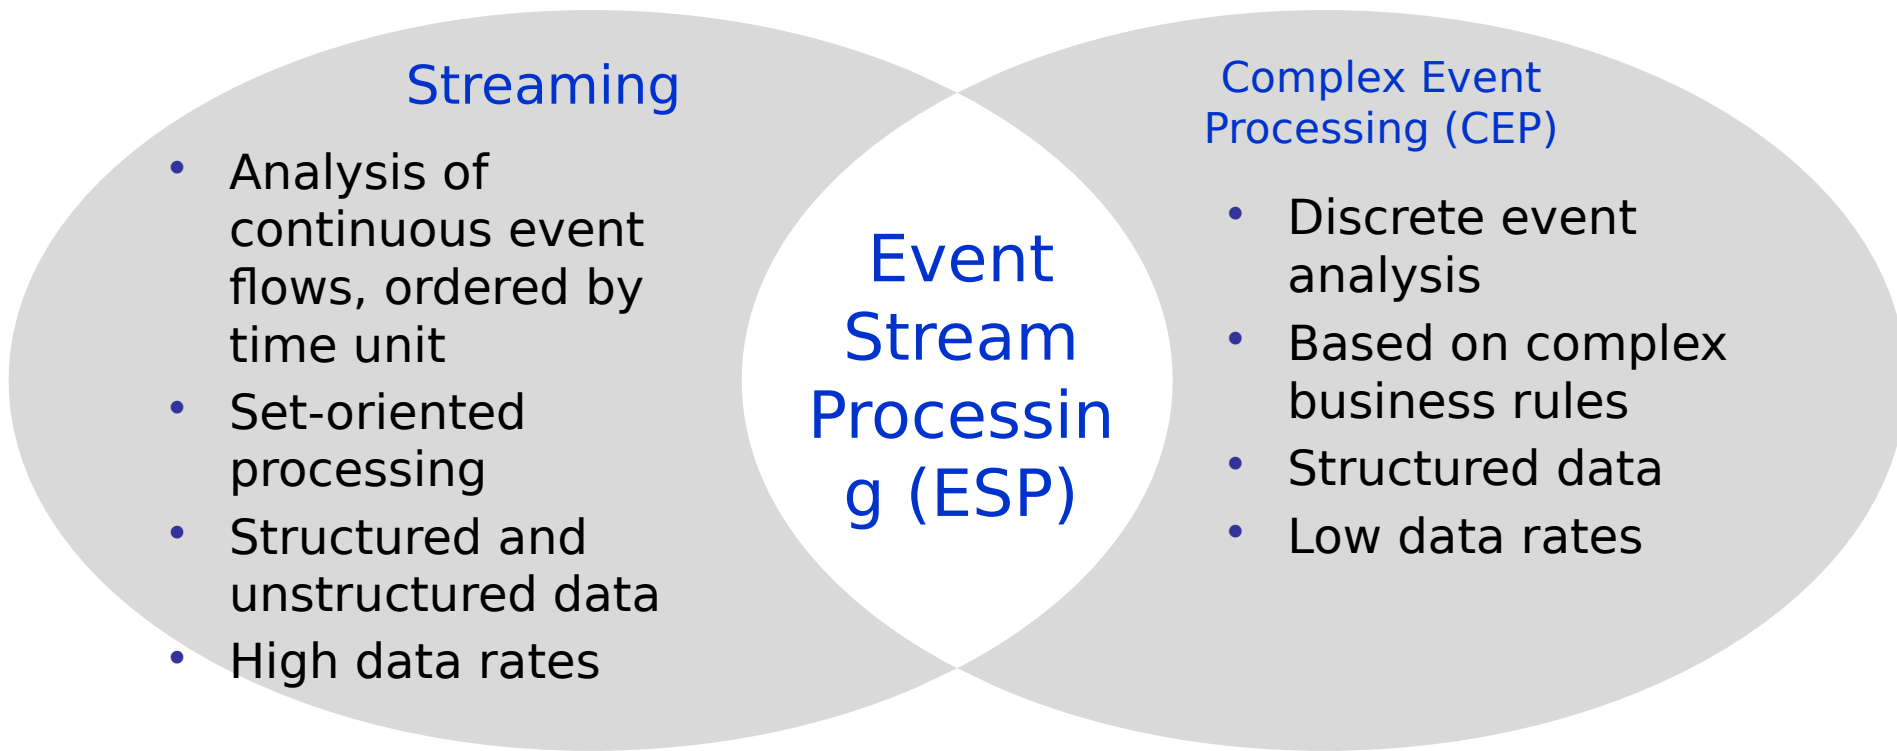 Streaming
• Analysis of
continuous event
flows, ordered by
time unit
• Set-oriented
processing
• Structured and
unstructured data
• High data rates
Event
Stream
Processin
g (ESP)
Complex Event
Processing (CEP)
• Discrete event
analysis
• Based on complex
business rules
• Structured data
• Low data rates